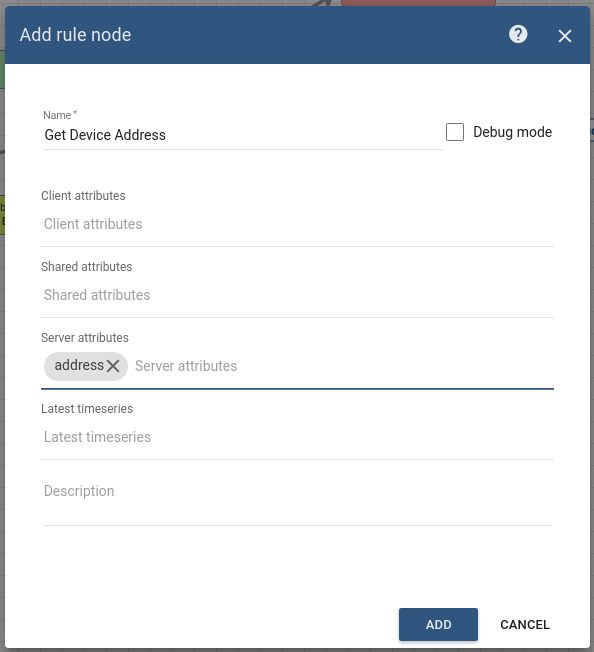 Add rule node
?
Name *
Get Device Address
Debug mode
Client attributes
Client attributes
Shared attributes
Shared attributes
Server attributes
address Server attributes
Latest timeseries
Latest timeseries
Description
ADD CANCEL